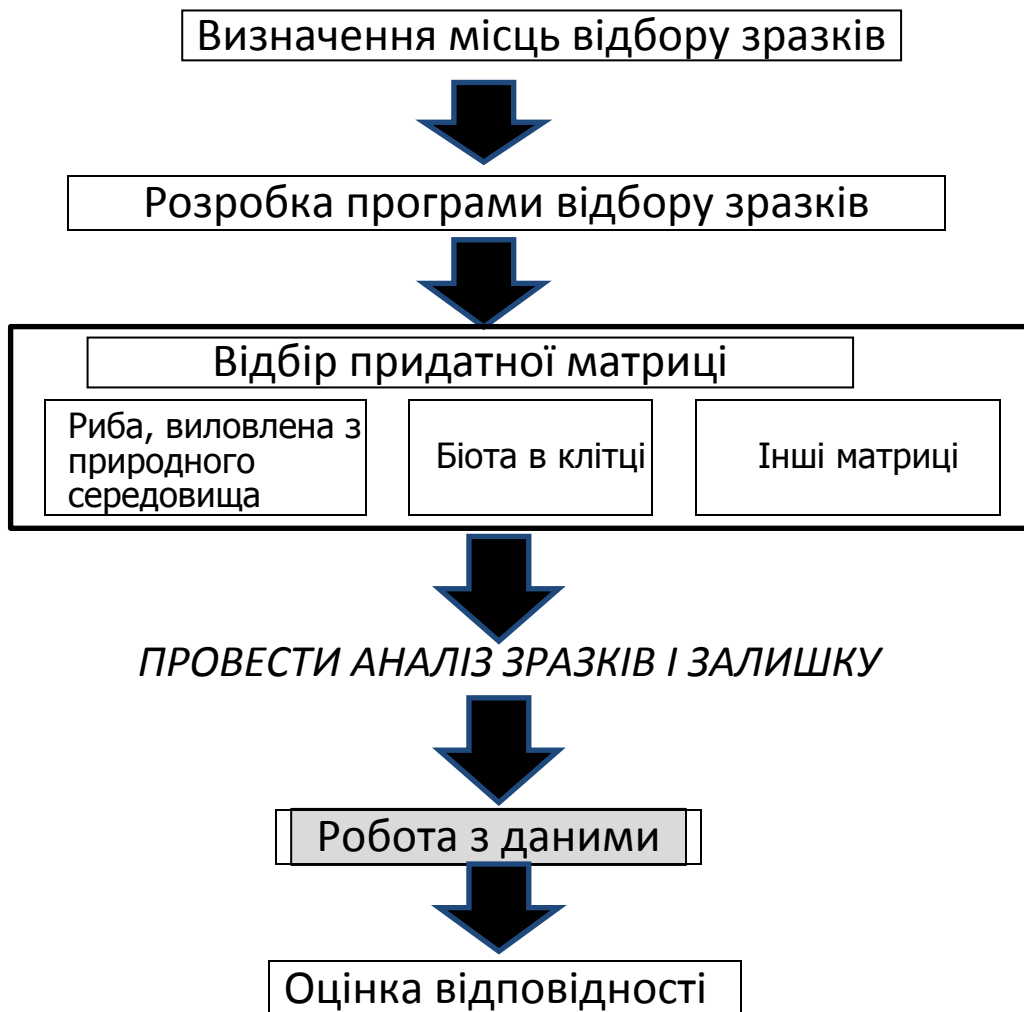 Визначення місць відбору зразків
Розробка програми відбору зразків
Відбір придатної матриці
Риба, виловлена з
природного
середовища
Біота в клітці
Інші матриці
ПРОВЕСТИ АНАЛІЗ ЗРАЗКІВ І ЗАЛИШКУ
Робота з даними
Оцінка відповідності